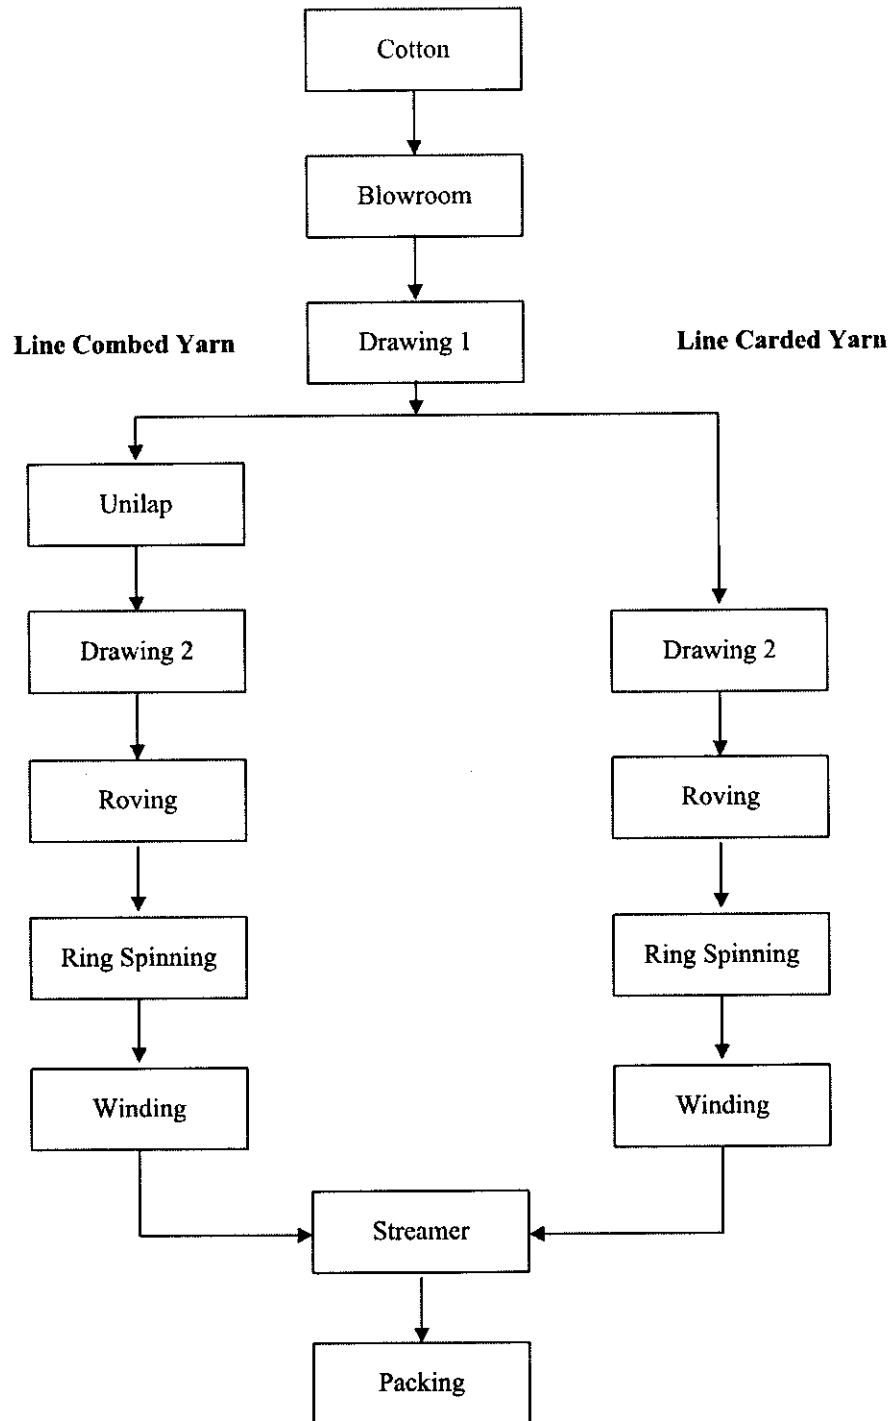 Cotton
Blowroom
Drawing 1
Line Combed Yarn
Line Carded Yarn
Unilap
Drawing 2
Drawing 2
Roving
Roving
Ring Spinning
Ring Spinning
Winding
Winding
Streamer
Packing